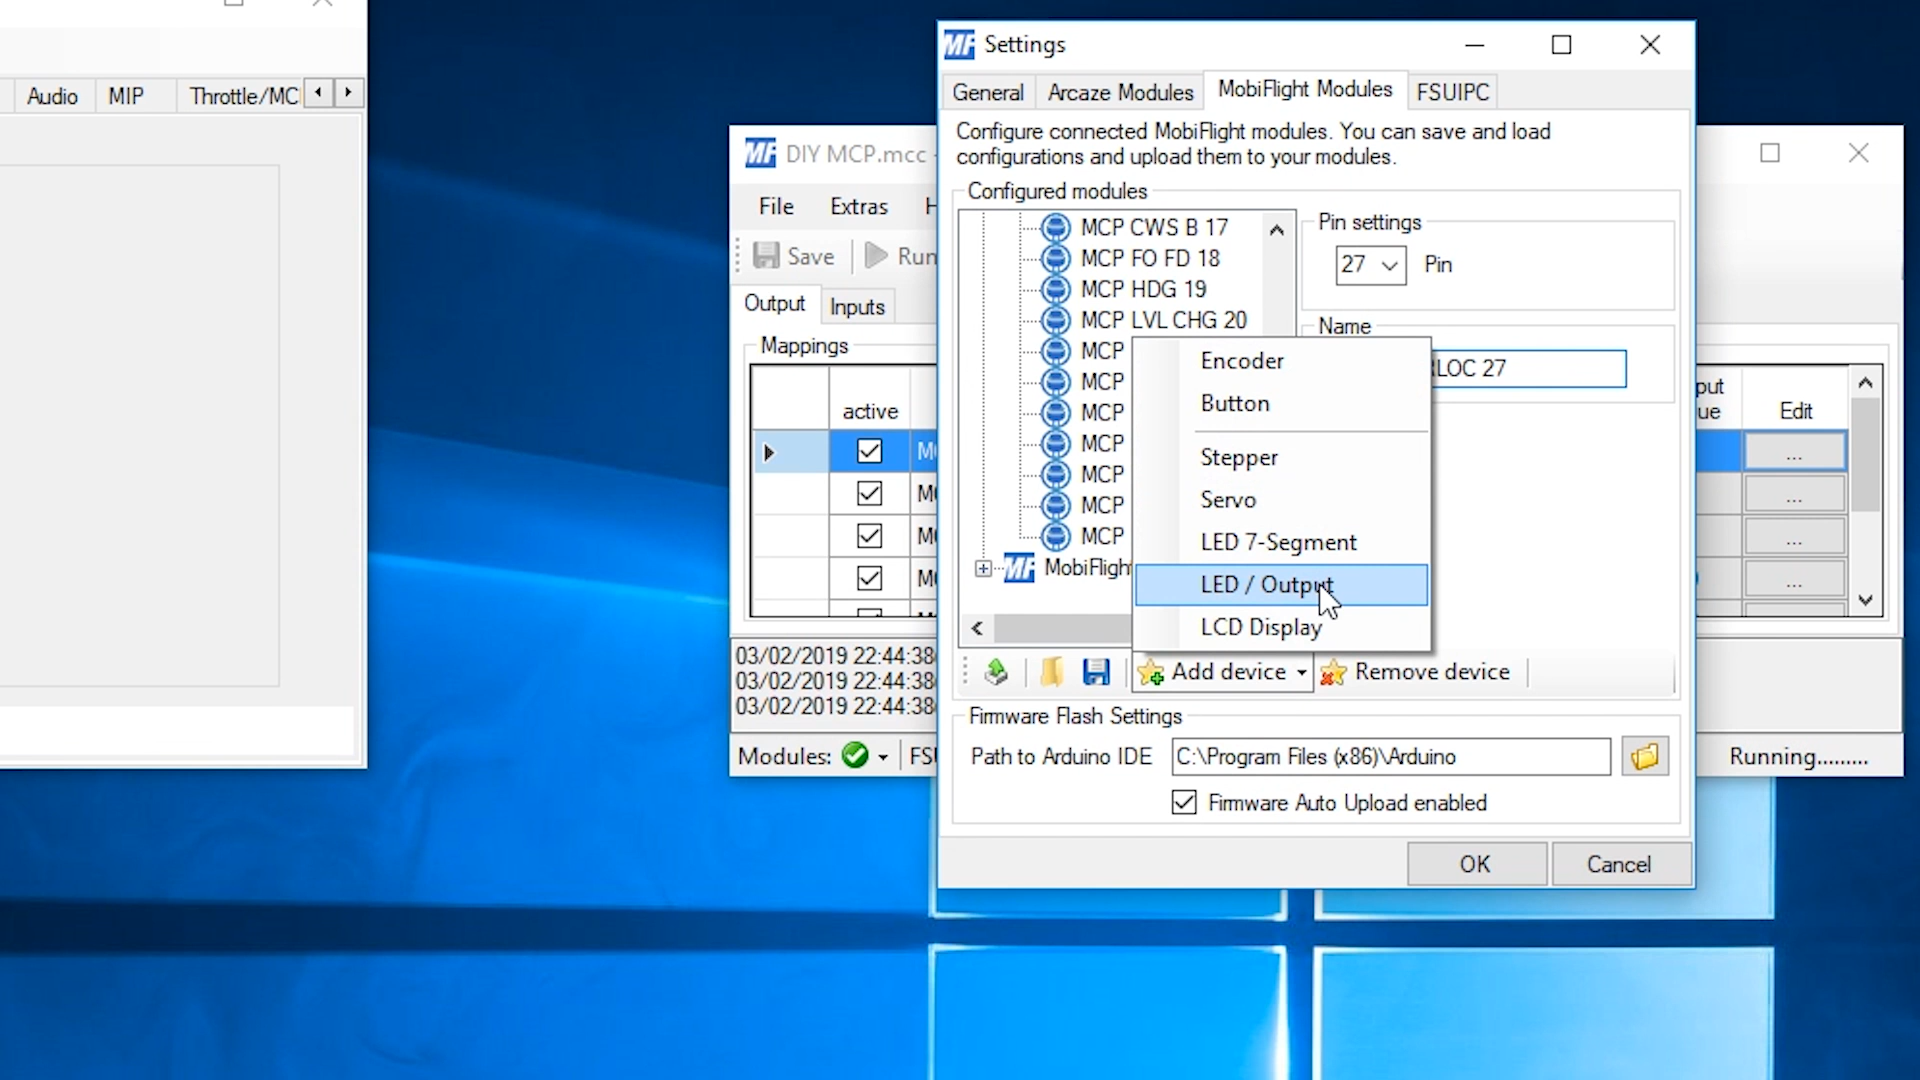 Audio
MIP
Throttle/MC
DIY MCP.mcc -
File
Extras
Save
Run
Output
Inputs
Mappings
active
Edit
...
...
...
...
03/02/2019 22:44:38
03/02/2019 22:44:38
03/02/2019 22:44:38
Modules:
Running.........
MF Settings
General
Arcaze Modules
MobiFlight Modules
FSUIPC
Configure connected MobiFlight modules. You can save and load
configurations and upload them to your modules.
Configured modules
MCP CWS B 17
MCP FO FD 18
MCP HDG 19
MCP LVL CHG 20
MCP
MCP
MCP
MCP
MCP
MCP
MCP
MF MobiFligh
Pin settings
27 Pin
Name
LOC 27
Encoder
Button
Stepper
Servo
LED 7-Segment
LED / Output
LCD Display
Add device
Remove device
Firmware Flash Settings
Path to Arduino IDE
C:\Program Files (x86)\Arduino
Firmware Auto Upload enabled
OK
Cancel